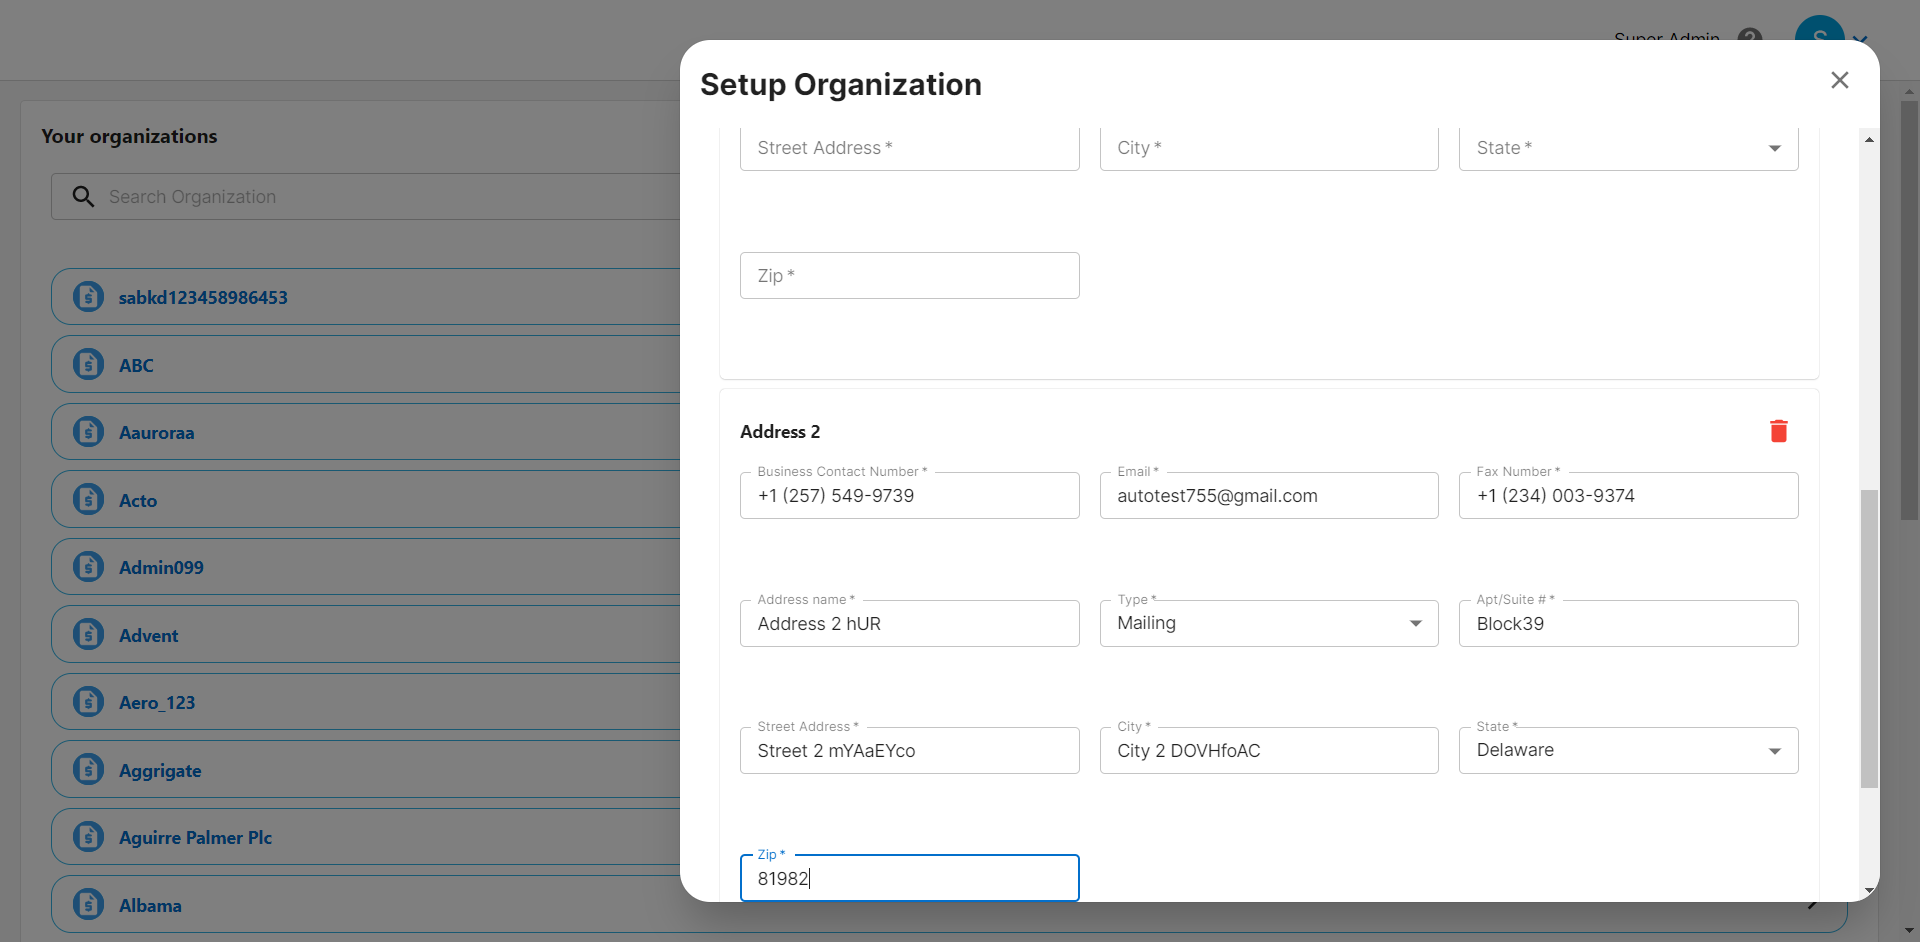 Super Admin
?
S
Setup Organization
Your organizations
Search Organization
sabkd123458986453
ABC
Aauroraa
Acto
Admin099
Advent
Aero_123
Aggrigate
Aguirre Palmer Plc
Albama
Street Address *
City *
State *
Zip *
Address 2
Business Contact Number *
Email *
Fax Number *
+1 (257) 549-9739
autotest755@gmail.com
+1 (234) 003-9374
Address name *
Type *
Apt/Suite # *
Address 2 hUR
Mailing
Block39
Street Address *
City *
State *
Street 2 mYAaEYco
City 2 DOVHfoAC
Delaware
Zip *
81982